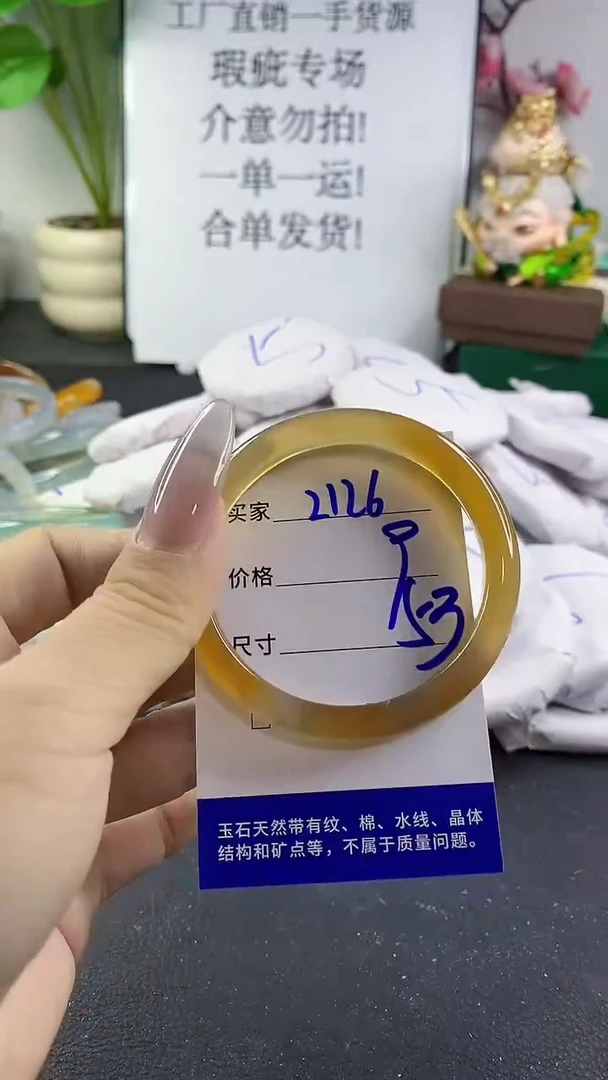 工厂直销一手货源
瑕疵专场
介意勿拍!
一单一运!
合单发货!
买家 2126
价格
尺寸 53
玉石天然带有纹、棉、水线、晶体
结构和矿点等，不属于质量问题。